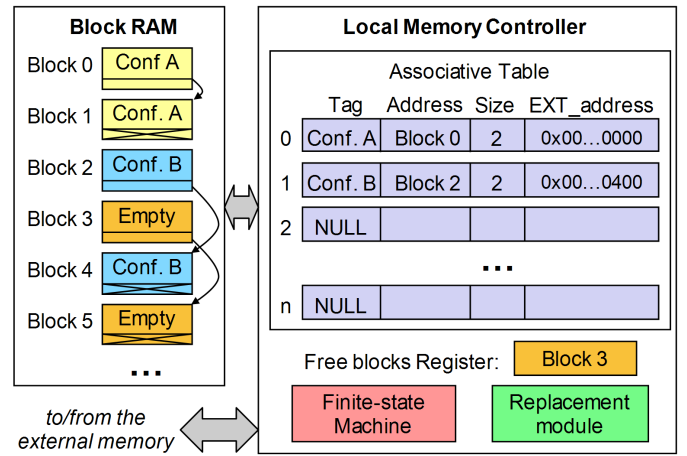 Block RAM
Block 0 Conf A
Block 1 Conf. A
Block 2 Conf. B
Block 3 Empty
Block 4 Conf. B
Block 5 Empty
...
to/from the
external memory
Local Memory Controller
Associative Table
Tag Address Size EXT_address
0 Conf. A Block 0 2 0x00...0000
1 Conf. B Block 2 2 0x00...0400
2 NULL
...
n NULL
Free blocks Register: Block 3
Finite-state
Machine
Replacement
module